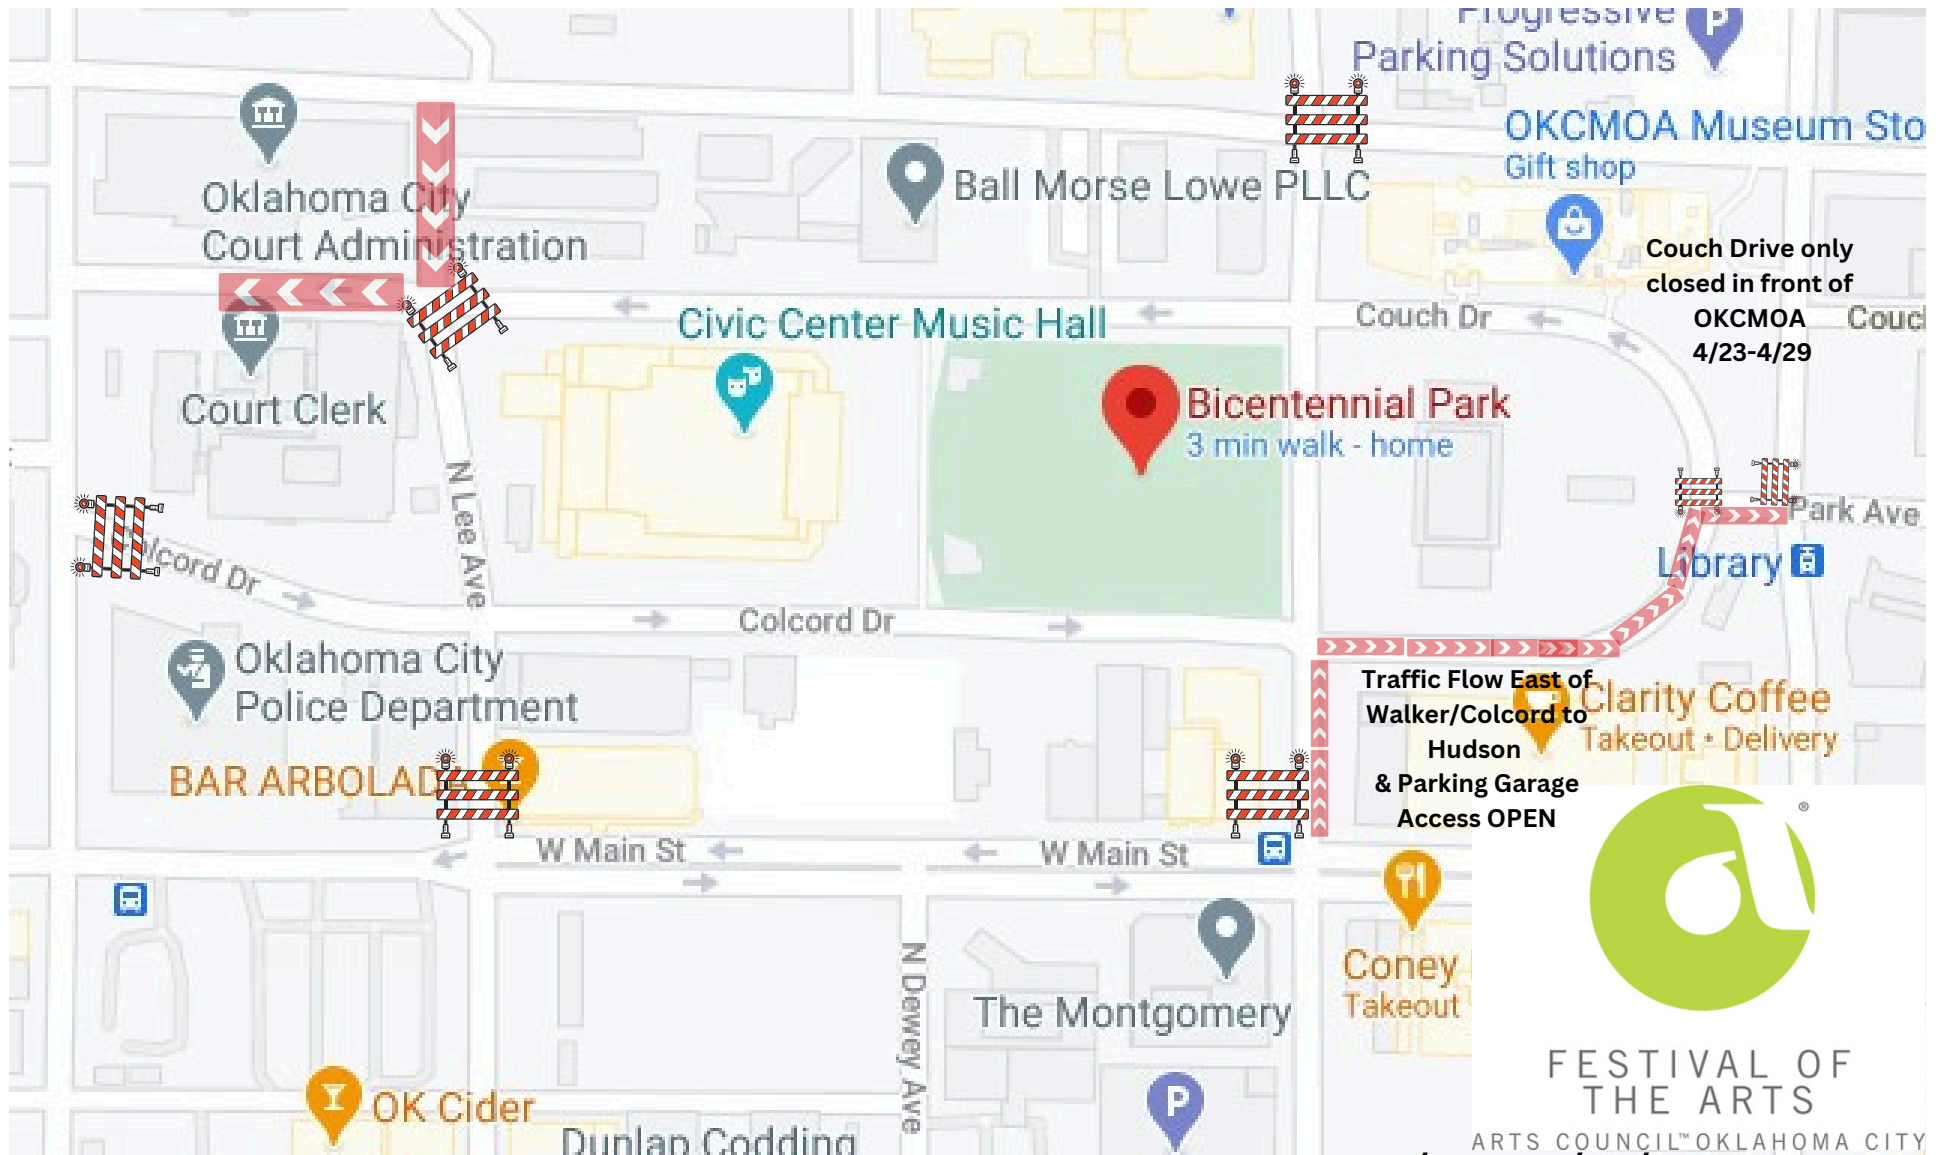 Progressive
Parking Solutions
P
OKCMOA Museum Sto
Gift shop
Oklahoma City
Court Administration
Ball Morse Lowe PLLC
Couch Drive only
closed in front of
OKCMOA
4/23-4/29
Civic Center Music Hall
Couch Dr
Couc
Court Clerk
Bicentennial Park
3 min walk - home
N Lee Ave
Park Ave
Library
Colcord Dr
Colcord Dr
Oklahoma City
Police Department
Traffic Flow East of
Walker/Colcord to
Hudson
& Parking Garage
Access OPEN
Clarity Coffee
Takeout • Delivery
BAR ARBOLADA
W Main St
W Main St
®
Coney
Takeout
N Dewey Ave
The Montgomery
P
OK Cider
Dunlap Codding
FESTIVAL OF
THE ARTS
ARTS COUNCIL™ OKLAHOMA CITY